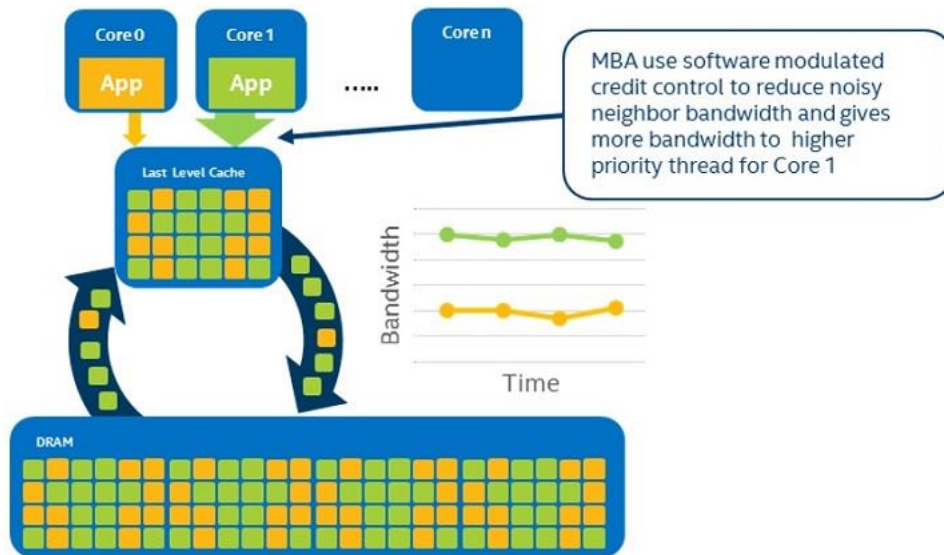 Core 0
App
Core 1
App
.....
Core n
MBA use software modulated
credit control to reduce noisy
neighbor bandwidth and gives
more bandwidth to higher
priority thread for Core 1
Last Level Cache
Bandwidth
Time
DRAM